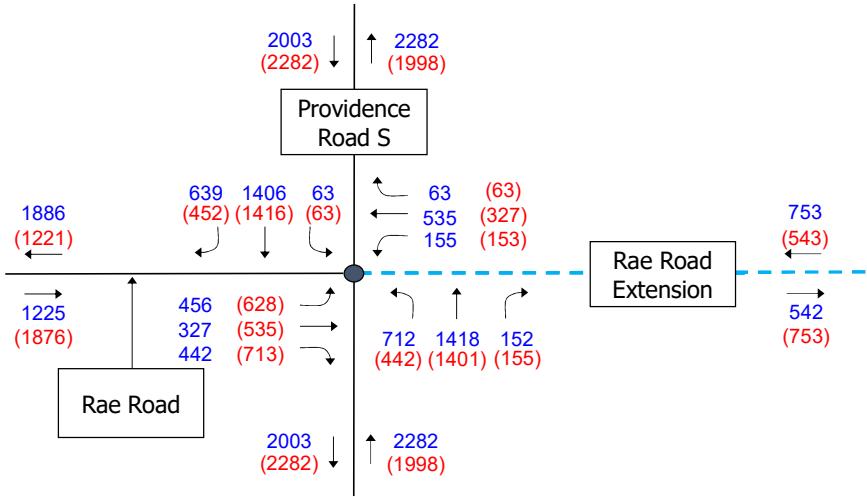 2003 2282
(2282) (1998)
Providence
Road S
639 1406 63
(452) (1416) (63)
63 (63)
535 (327)
155 (153)
1886
(1221)
753
(543)
Rae Road
Extension
1225
(1876)
456 (628)
327 (535)
442 (713)
712 1418 152
(442) (1401) (155)
542
(753)
Rae Road
2003 2282
(2282) (1998)